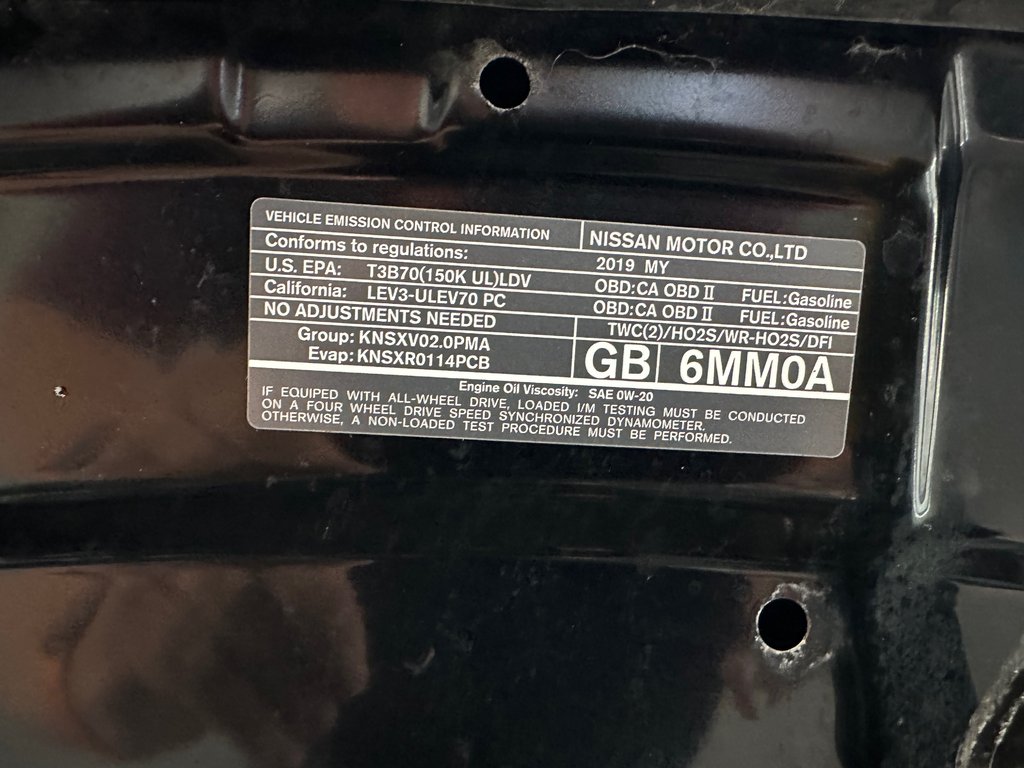 VEHICLE EMISSION CONTROL INFORMATION NISSAN MOTOR CO.,LTD
Conforms to regulations: 2019 MY
U.S. EPA: T3B70(150K UL)LDV OBD:CA OBD II FUEL:Gasoline
California: LEV3-ULEV70 PC OBD:CA OBD II FUEL:Gasoline
NO ADJUSTMENTS NEEDED TWC(2)/HO2S/WR-HO2S/DFI
Group: KNSXV02.0PMA
Evap: KNSXR0114PCB
GB 6MM0A
Engine Oil Viscosity: SAE 0W-20
IF EQUIPED WITH ALL-WHEEL DRIVE, LOADED I/M TESTING MUST BE CONDUCTED
ON A FOUR WHEEL DRIVE SPEED SYNCHRONIZED DYNAMOMETER.
OTHERWISE, A NON-LOADED TEST PROCEDURE MUST BE PERFORMED.